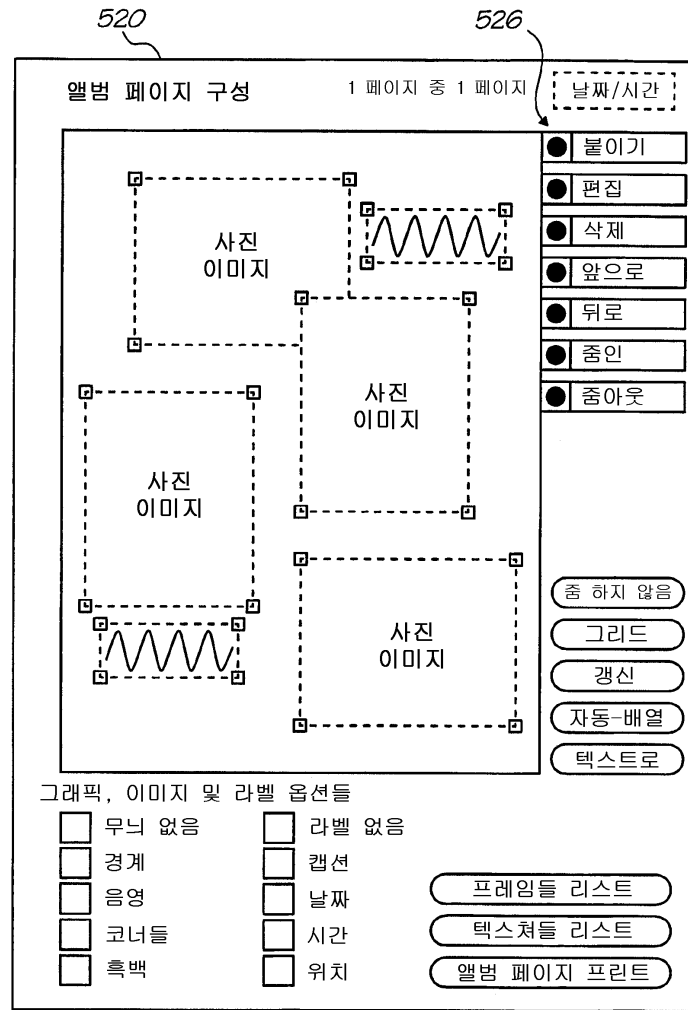 520
526
앨범 페이지 구성
1 페이지 중 1 페이지
날짜/시간
붙이기
편집
삭제
앞으로
뒤로
줌인
줌아웃
사진
이미지
사진
이미지
사진
이미지
사진
이미지
줌 하지 않음
그리드
갱신
자동-배열
텍스트로
그래픽, 이미지 및 라벨 옵션들
무늬 없음
라벨 없음
경계
캡션
음영
날짜
코너들
시간
흑백
위치
프레임들 리스트
텍스쳐들 리스트
앨범 페이지 프린트